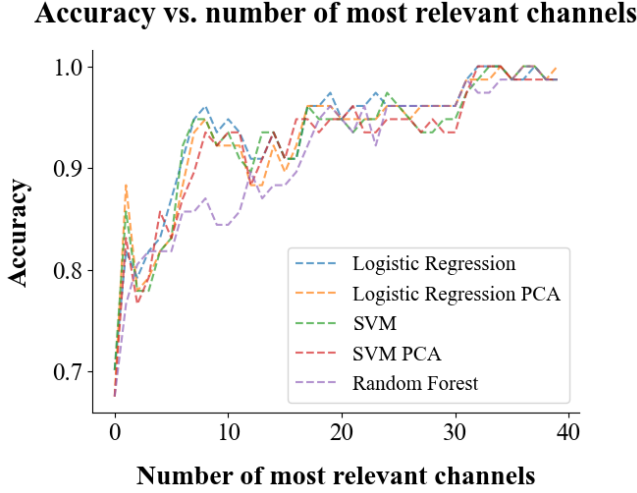 Accuracy vs. number of most relevant channels
1.0
0.9
0.8
0.7
Accuracy
Logistic Regression
Logistic Regression PCA
SVM
SVM PCA
Random Forest
0 10 20 30 40
Number of most relevant channels